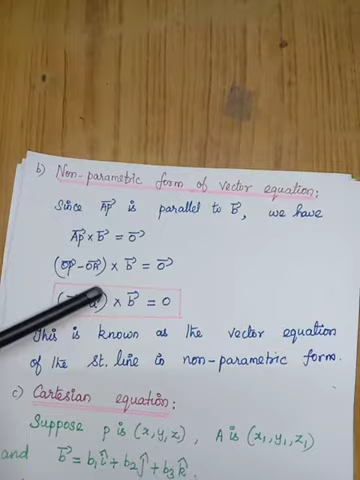 b) Non-parametric form of vector equation:
Since AP⃗ is parallel to b⃗, we have
AP⃗ × b⃗ = 0⃗
(OP⃗ - OA⃗) × b⃗ = 0⃗
) × b⃗ = 0
This is known as the vector equation
of the St. line in non-parametric form.
c) Cartesian equation:
Suppose P is (x, y, z), A is (x₁, y₁, z₁)
and b⃗ = b₁î + b₂ĵ + b₃k̂.